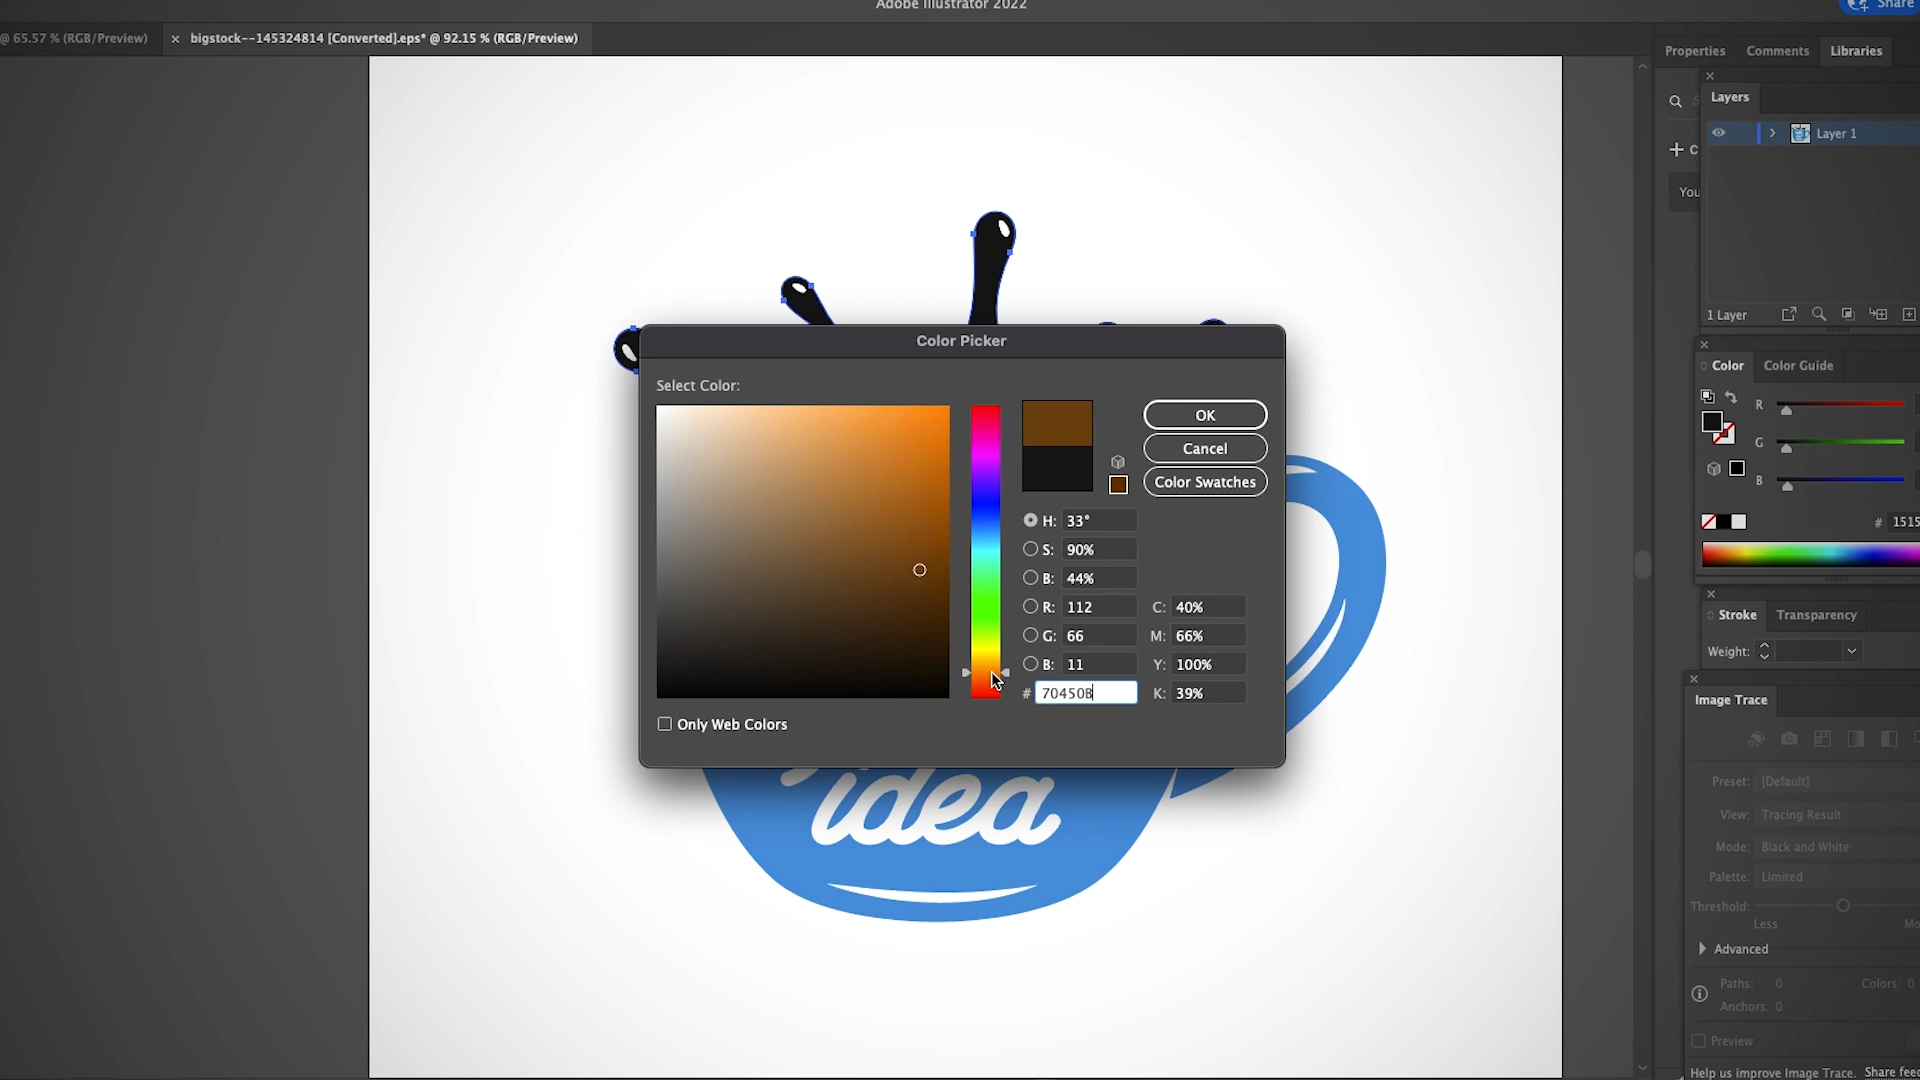 Adobe Illustrator 2022
Share
@ 65.57 % (RGB/Preview)
× bigstock--145324814 [Converted].eps* @ 92.15 % (RGB/Preview)
Properties Comments Libraries
Layers
Layer 1
You
1 Layer
Color Picker
Select Color:
OK
Cancel
Color Swatches
H: 33°
S: 90%
B: 44%
R: 112
G: 66
B: 11
# 70450B
C: 40%
M: 66%
Y: 100%
K: 39%
Only Web Colors
idea
Color Color Guide
R
G
B
# 1515
Stroke Transparency
Weight:
Image Trace
Preset: [Default]
View: Tracing Result
Mode: Black and White
Palette: Limited
Threshold:
Less Mo
Advanced
Paths: 0 Colors: 0
Anchors: 0
Preview
Help us improve Image Trace. Share feed